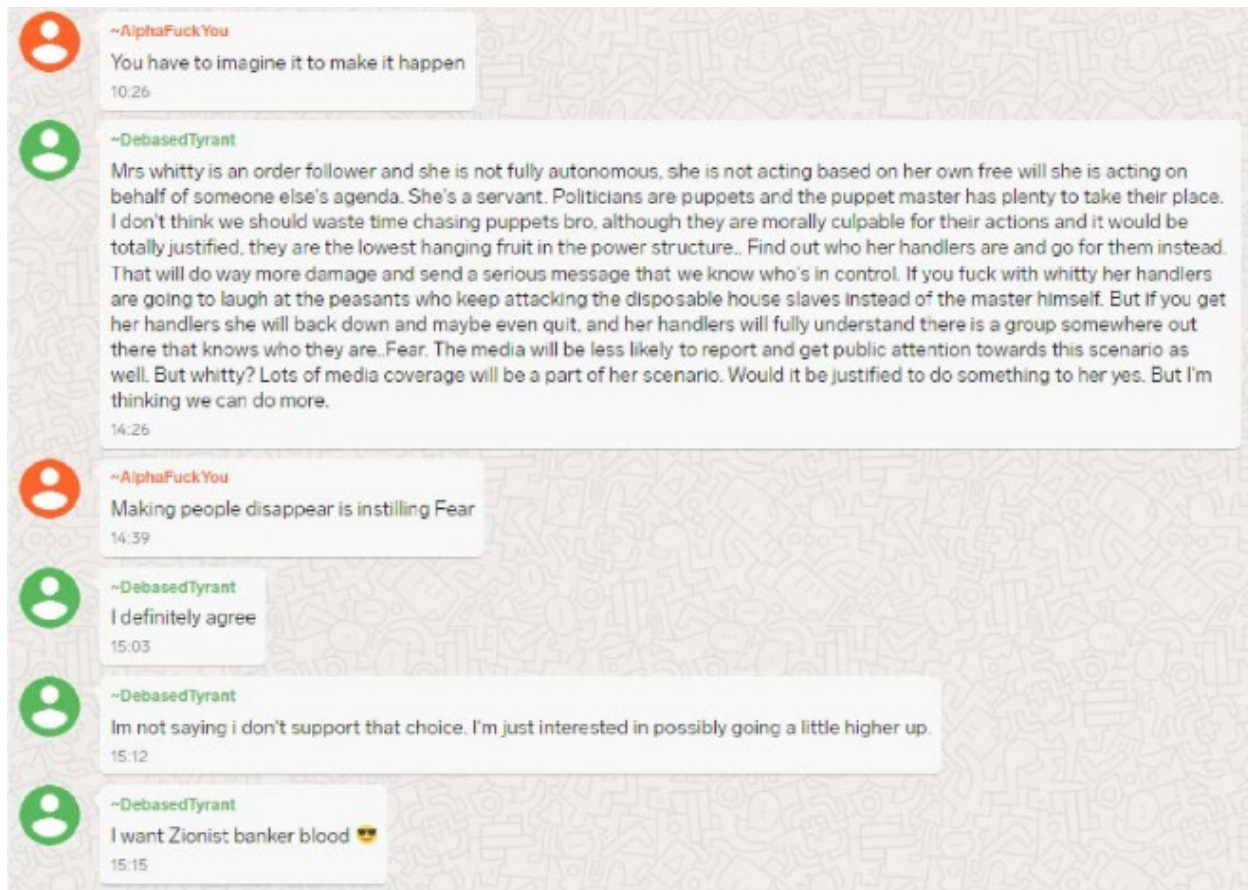 ~AlphaFuckYou
You have to imagine it to make it happen
10:26
~DebasedTyrant
Mrs whitty is an order follower and she is not fully autonomous, she is not acting based on her own free will she is acting on
behalf of someone else's agenda. She's a servant. Politicians are puppets and the puppet master has plenty to take their place.
I don't think we should waste time chasing puppets bro, although they are morally culpable for their actions and it would be
totally justified, they are the lowest hanging fruit in the power structure.. Find out who her handlers are and go for them instead.
That will do way more damage and send a serious message that we know who's in control. If you fuck with whitty her handlers
are going to laugh at the peasants who keep attacking the disposable house slaves instead of the master himself. But if you get
her handlers she will back down and maybe even quit, and her handlers will fully understand there is a group somewhere out
there that knows who they are..Fear. The media will be less likely to report and get public attention towards this scenario as
well. But whitty? Lots of media coverage will be a part of her scenario. Would it be justified to do something to her yes. But I'm
thinking we can do more.
14:26
~AlphaFuckYou
Making people disappear is instilling Fear
14:39
~DebasedTyrant
I definitely agree
15:03
~DebasedTyrant
Im not saying i don't support that choice. I'm just interested in possibly going a little higher up.
15:12
~DebasedTyrant
I want Zionist banker blood 😎
15:15